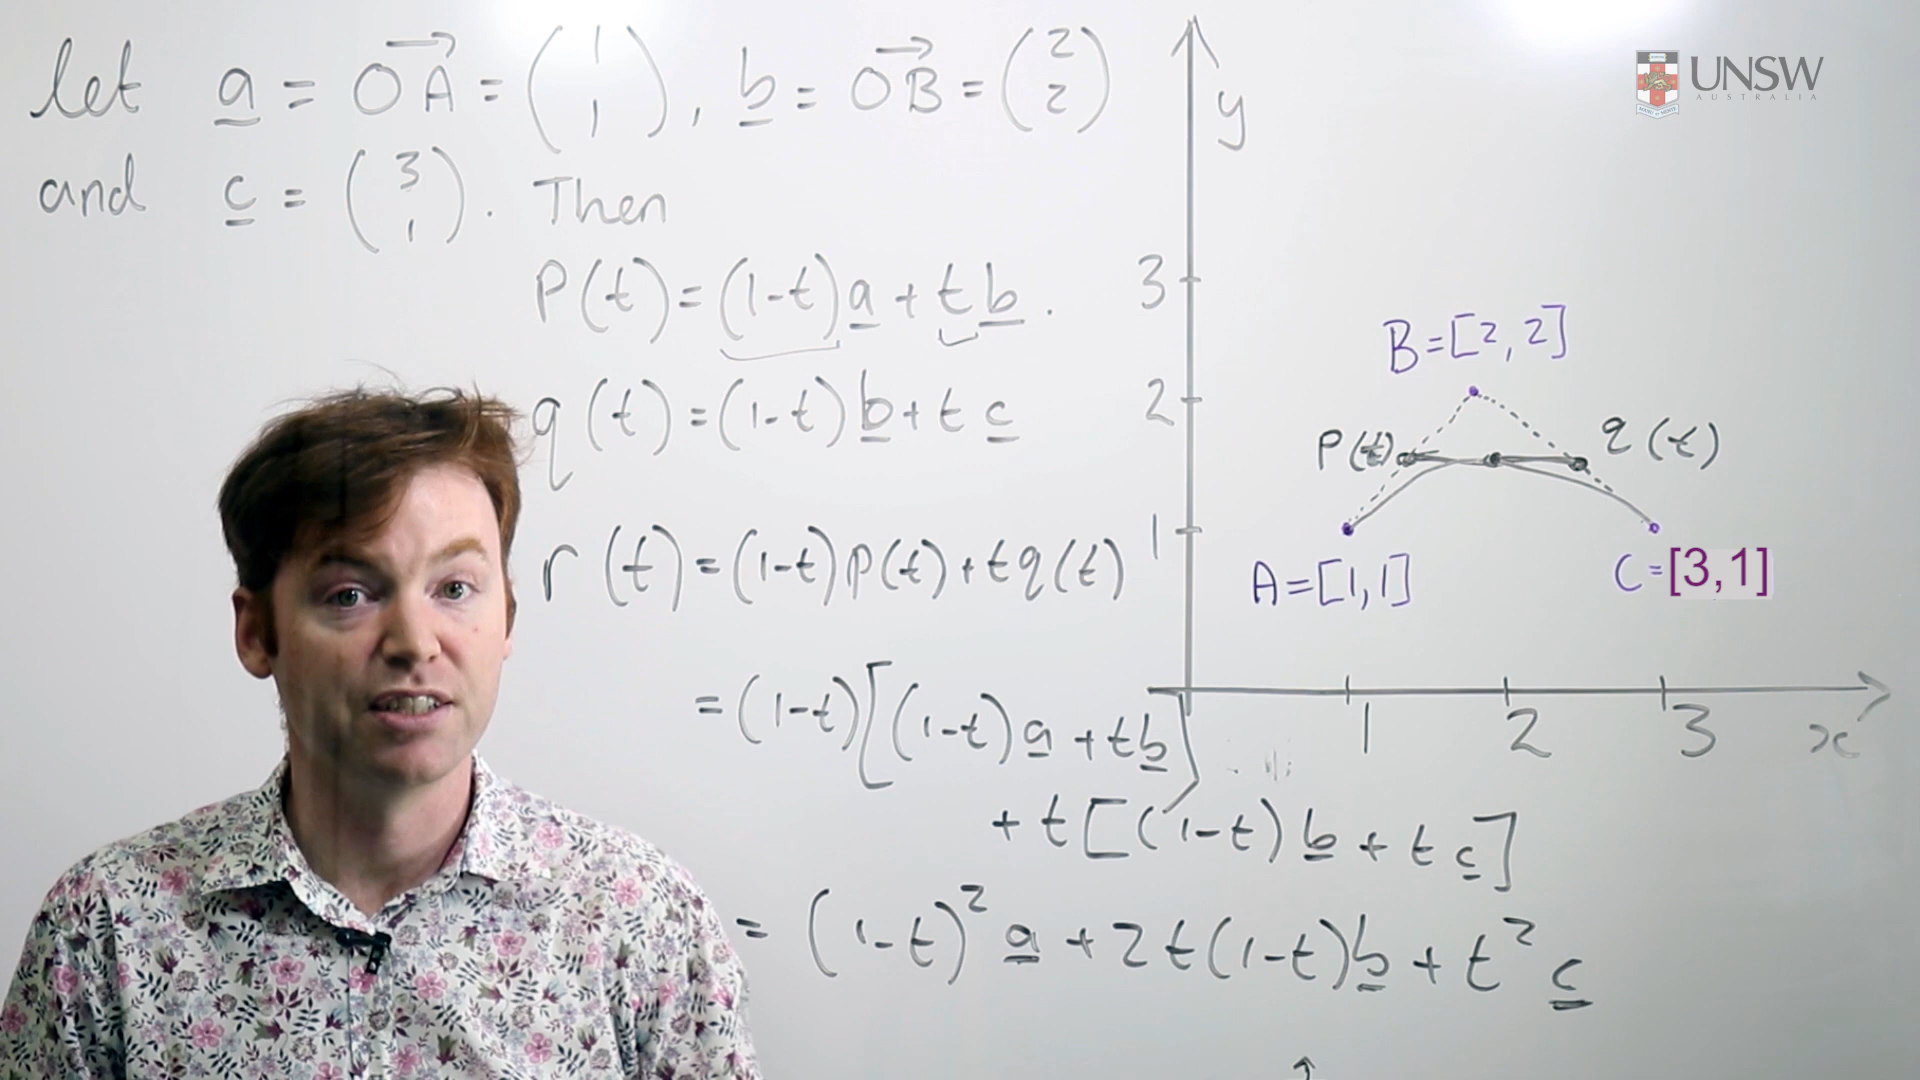 let a = OA = (1 1), b = OB = (2 2)
and c = (3 1). Then
P(t) = (1-t)a + tb.
q(t) = (1-t)b + tc
r(t) = (1-t)p(t) + tq(t)
= (1-t)[(1-t)a + tb]
+ t[(1-t)b + tc]
= (1-t)² a + 2t(1-t)b + t² c
UNSW
AUSTRALIA
y
3
2
1
B=[2,2]
P(t)
q(t)
A=[1,1]
C=[3,1]
1 2 3 x